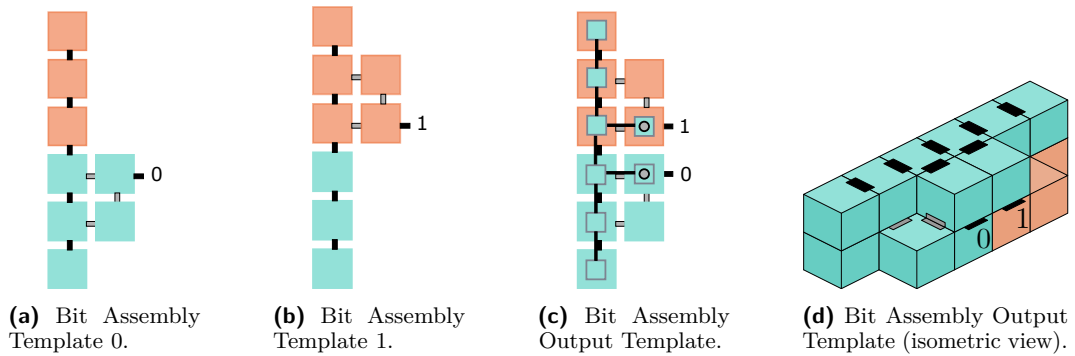 0
1
1
0
0
1
(a) Bit Assembly
Template 0.
(b) Bit Assembly
Template 1.
(c) Bit Assembly
Output Template.
(d) Bit Assembly Output
Template (isometric view).